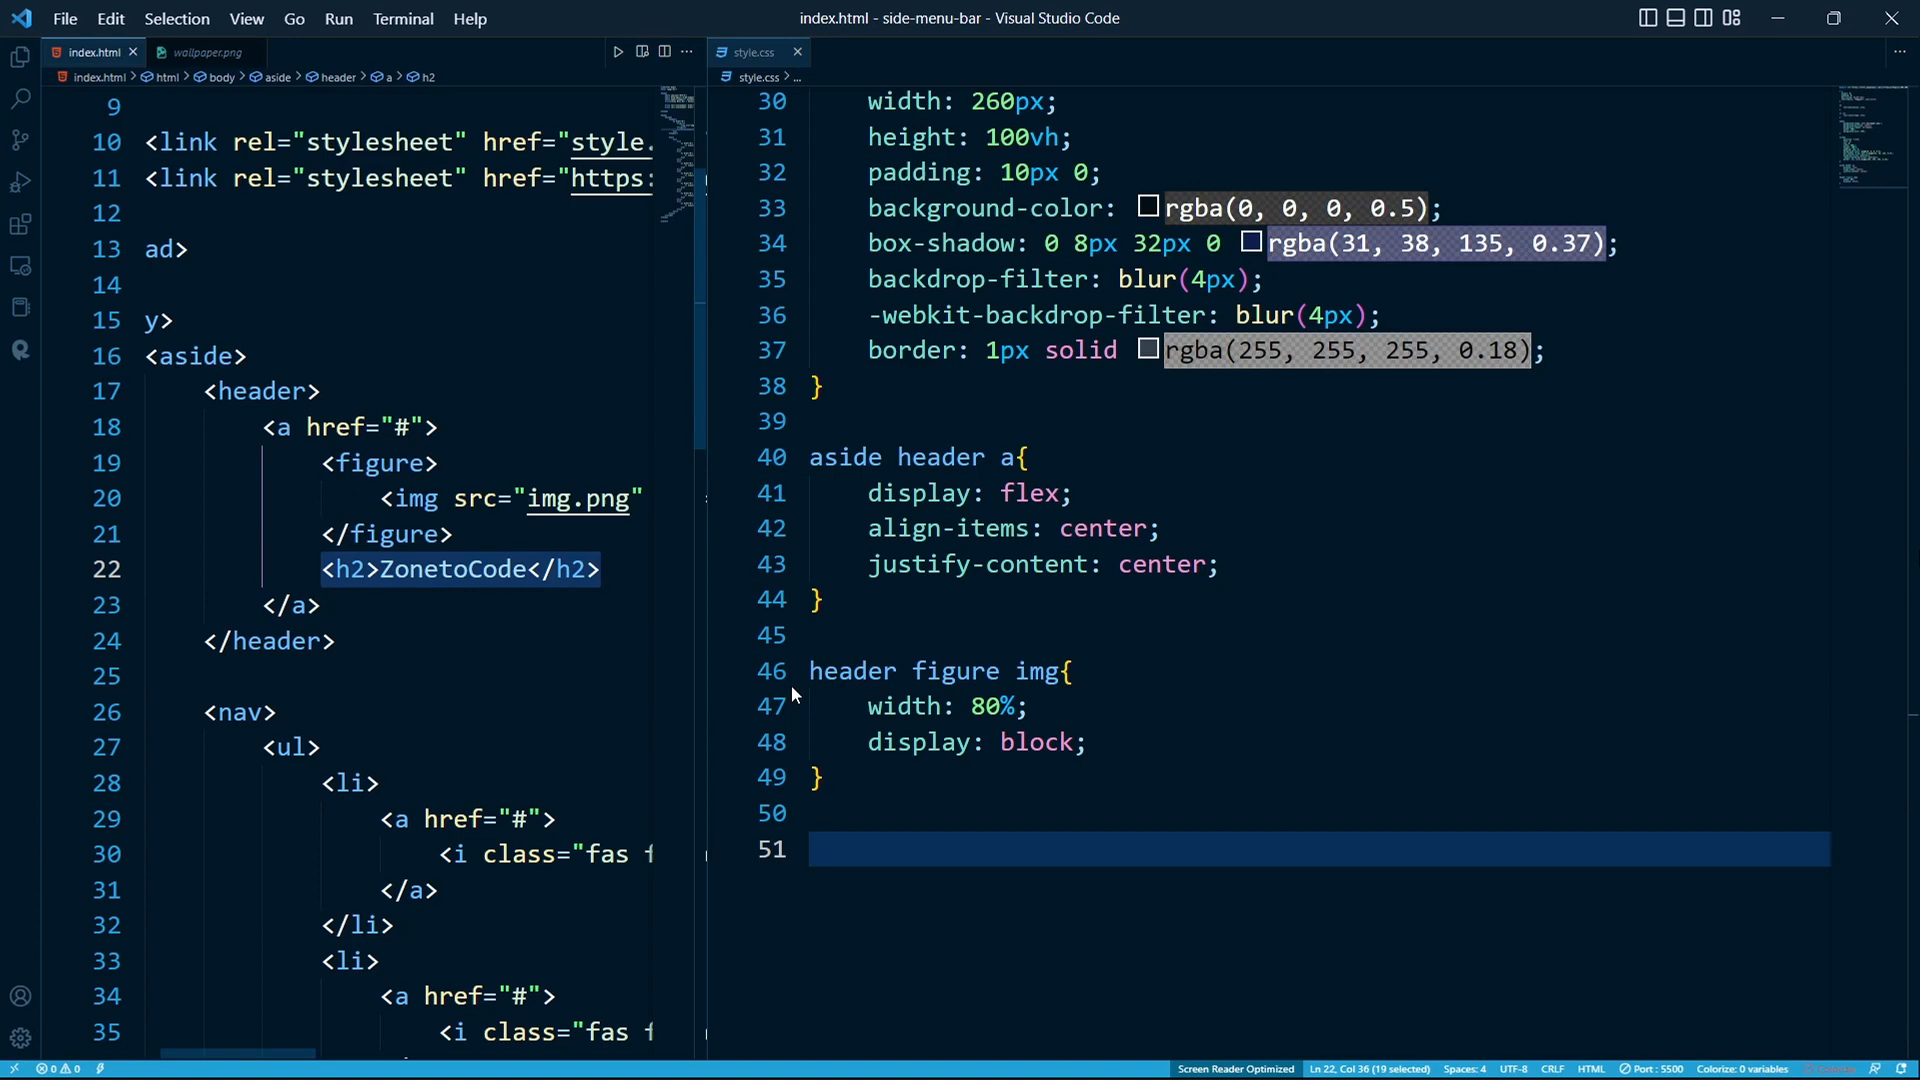 File Edit Selection View Go Run Terminal Help
index.html - side-menu-bar - Visual Studio Code
index.html
wallpaper.png
style.css
index.html > html > body > aside > header > a > h2
style.css > ...
9
10 <link rel="stylesheet" href="style.
11 <link rel="stylesheet" href="https:
12
13 ad>
14
15 y>
16 <aside>
17 <header>
18 <a href="#">
19 <figure>
20 <img src="img.png"
21 </figure>
22 <h2>ZonetoCode</h2>
23 </a>
24 </header>
25
26 <nav>
27 <ul>
28 <li>
29 <a href="#">
30 <i class="fas f
31 </a>
32 </li>
33 <li>
34 <a href="#">
35 <i class="fas f
30 width: 260px;
31 height: 100vh;
32 padding: 10px 0;
33 background-color: rgba(0, 0, 0, 0.5);
34 box-shadow: 0 8px 32px 0 rgba(31, 38, 135, 0.37);
35 backdrop-filter: blur(4px);
36 -webkit-backdrop-filter: blur(4px);
37 border: 1px solid rgba(255, 255, 255, 0.18);
38 }
39
40 aside header a{
41 display: flex;
42 align-items: center;
43 justify-content: center;
44 }
45
46 header figure img{
47 width: 80%;
48 display: block;
49 }
50
51
0 0
Screen Reader Optimized
Ln 22, Col 36 (19 selected)
Spaces: 4
UTF-8
CRLF
HTML
Port : 5500
Colorize: 0 variables